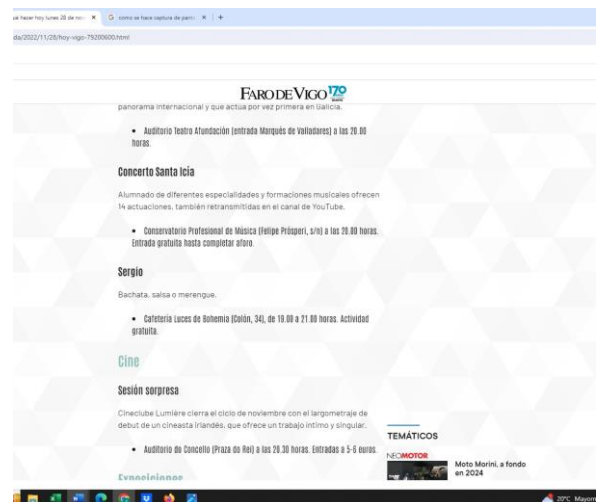 que hacer hoy lunes 28 de nov
como se hace captura de panta
da/2022/11/28/hoy-vigo-79200600.html
FARO DE VIGO 170
panorama internacional y que actúa por vez primera en Galicia.
• Auditorio Teatro Afundación (entrada Marqués de Valladares) a las 20.00
horas.
Concerto Santa Icía
Alumnado de diferentes especialidades y formaciones musicales ofrecen
14 actuaciones, también retransmitidas en el canal de YouTube.
• Conservatorio Profesional de Música (Felipe Prósperi, s/n) a las 20.00 horas.
Entrada gratuita hasta completar aforo.
Sergio
Bachata, salsa o merengue.
• Cafetería Luces de Bohemia (Colón, 34), de 19.00 a 21.00 horas. Actividad
gratuita.
Cine
Sesión sorpresa
Cineclube Lumière cierra el ciclo de noviembre con el largometraje de
debut de un cineasta irlandés, que ofrece un trabajo íntimo y singular.
• Auditorio do Concello (Praza do Rei) a las 20.30 horas. Entradas a 5-6 euros.
Exposiciones
TEMÁTICOS
NEOMOTOR
Moto Morini, a fondo
en 2024
20°C Mayorm